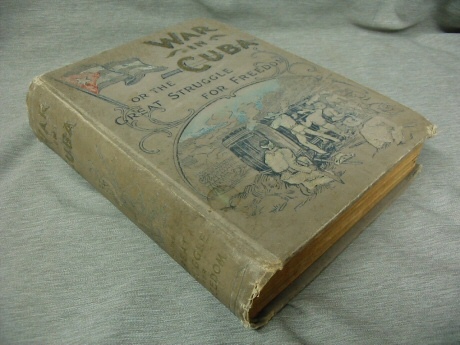 WAR
IN
CUBA
OR THE
GREAT STRUGGLE
FOR FREEDOM
WAR
IN
CUBA